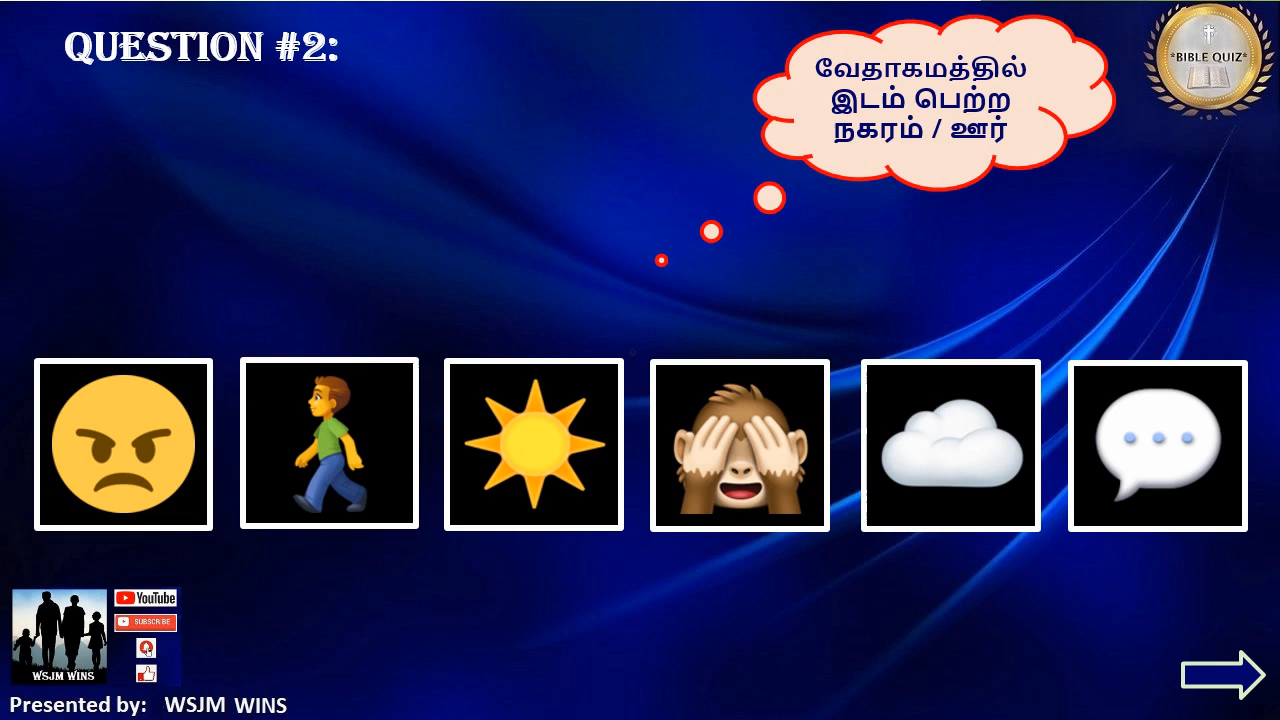 QUESTION #2:
வேதாகமத்தில்
இடம் பெற்ற
நகரம் / ஊர்
*BIBLE QUIZ*
YouTube
SUBSCRIBE
WSJM WINS
Presented by: WSJM WINS